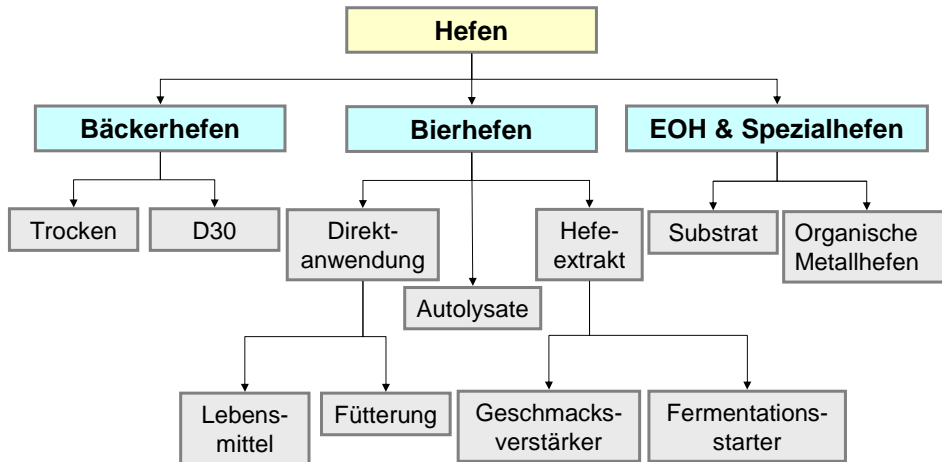 Hefen
Bäckerhefen
Bierhefen
EOH & Spezialhefen
Trocken
D30
Direkt-
anwendung
Hefe-
extrakt
Substrat
Organische
Metallhefen
Autolysate
Lebens-
mittel
Fütterung
Geschmacks-
verstärker
Fermentations-
starter